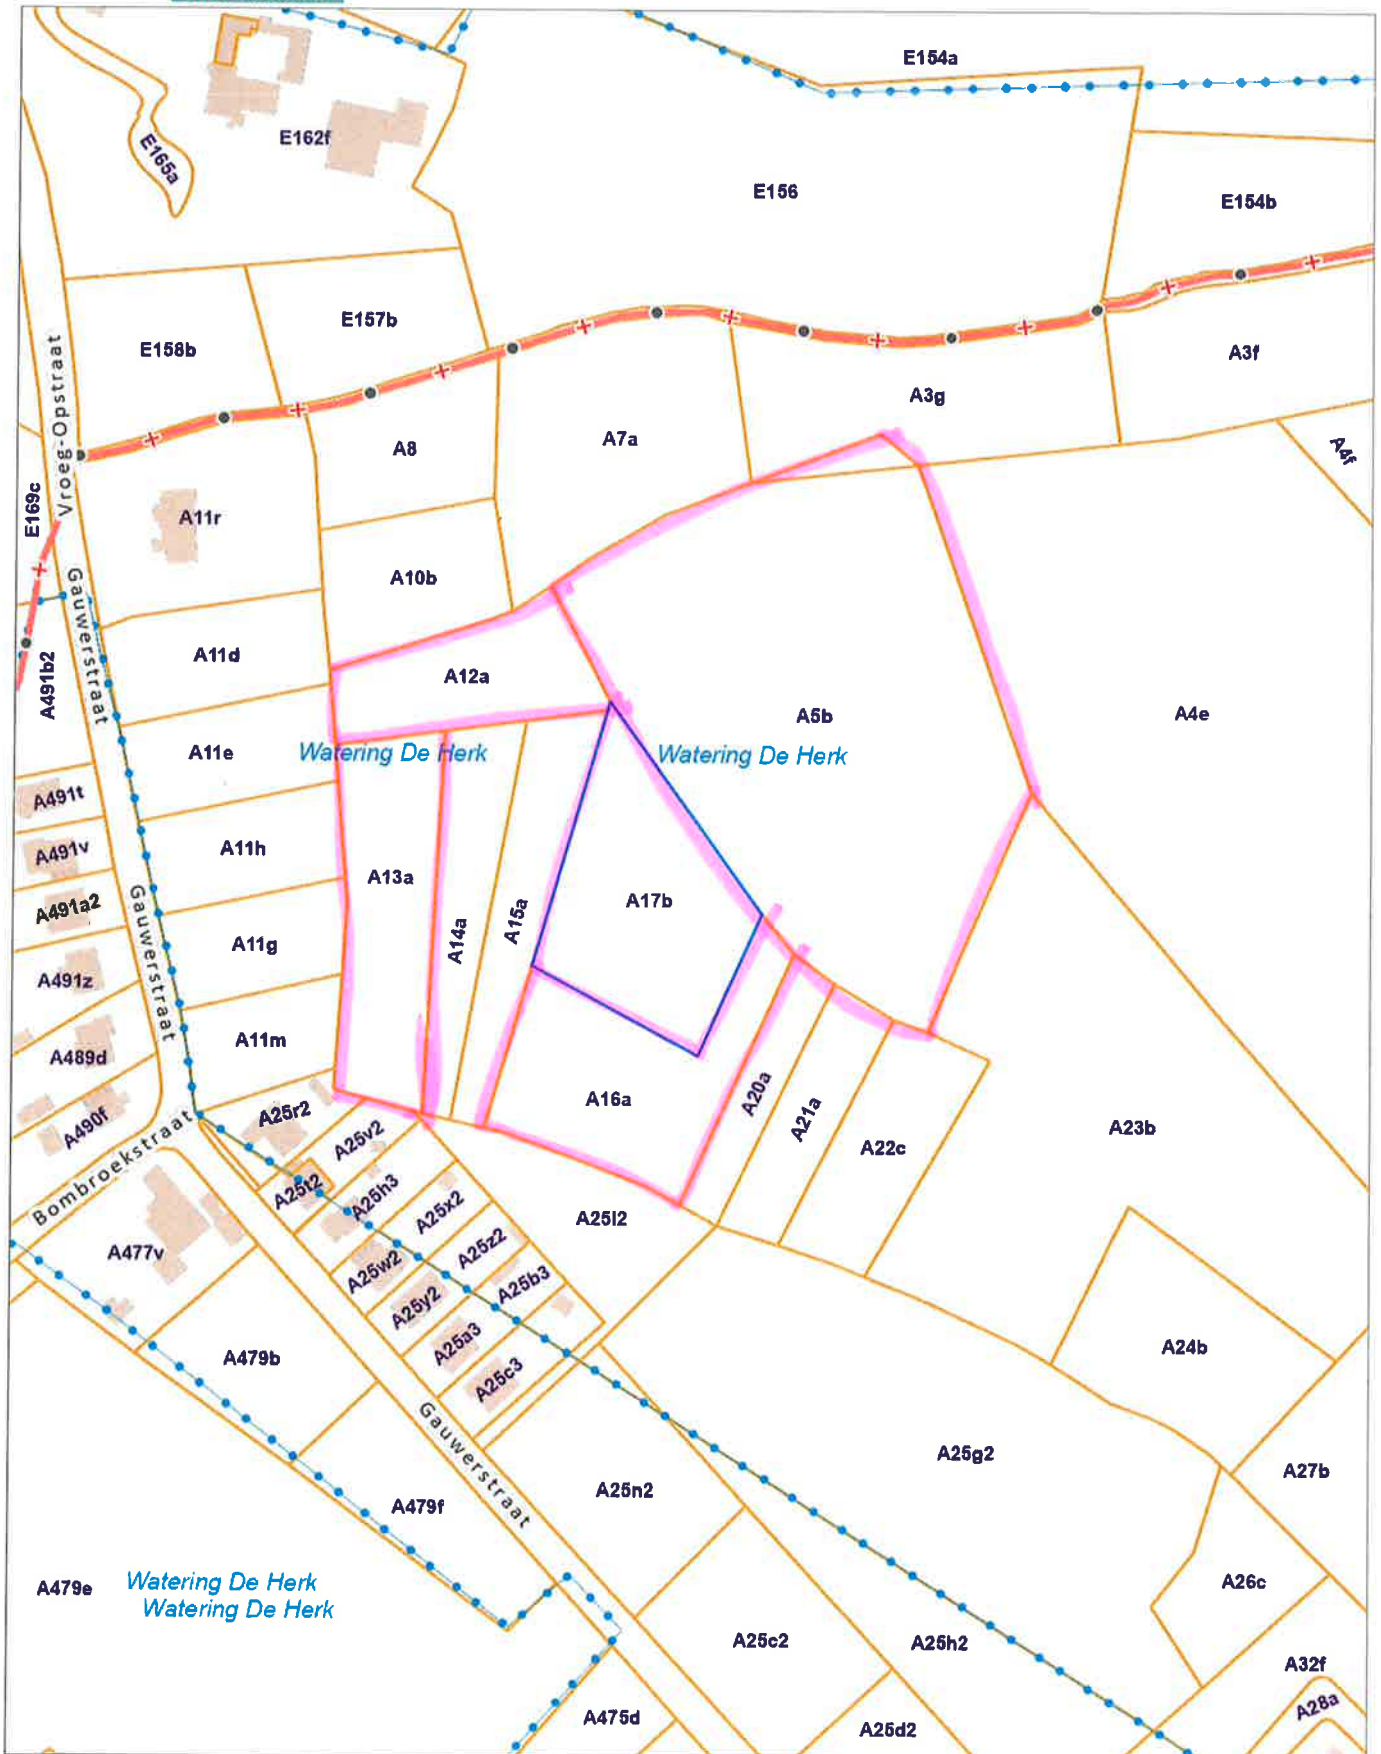 E154a
E162f
E165a
E156
E154b
E157b
E158b
A3f
A3g
Vroeg-Opstraat
A7a
A8
A4f
E169c
A11r
A10b
Gauwerstraat
A11d
A12a
A491b2
A5b
A4e
A11e
Watering De Herk
Watering De Herk
A491t
A11h
A491v
A13a
A17b
A491a2
A15a
Gauwerstraat
A14a
A11g
A491z
A11m
A489d
A20a
A16a
A25r2
A21a
A490f
A23b
A25v2
A22c
Bombroekstraat
A25t2
A25h3
A25x2
A25l2
A477v
A25z2
A25w2
A25b3
A25y2
A25a3
A24b
A479b
A25c3
Gauwerstraat
A25g2
A27b
A25n2
A479f
A26c
A479e
Watering De Herk
Watering De Herk
A25c2
A25h2
A32f
A28a
A475d
A25d2